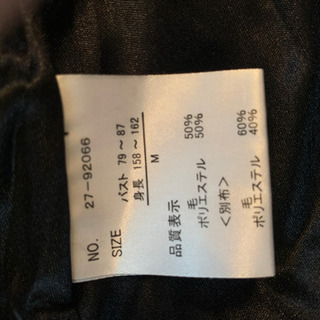 NO. 27-92066
SIZE バスト 79～87
身長 158～162
M
品質表示
毛 50%
ポリエステル 50%
＜別布＞
毛 60%
ポリエステル 40%